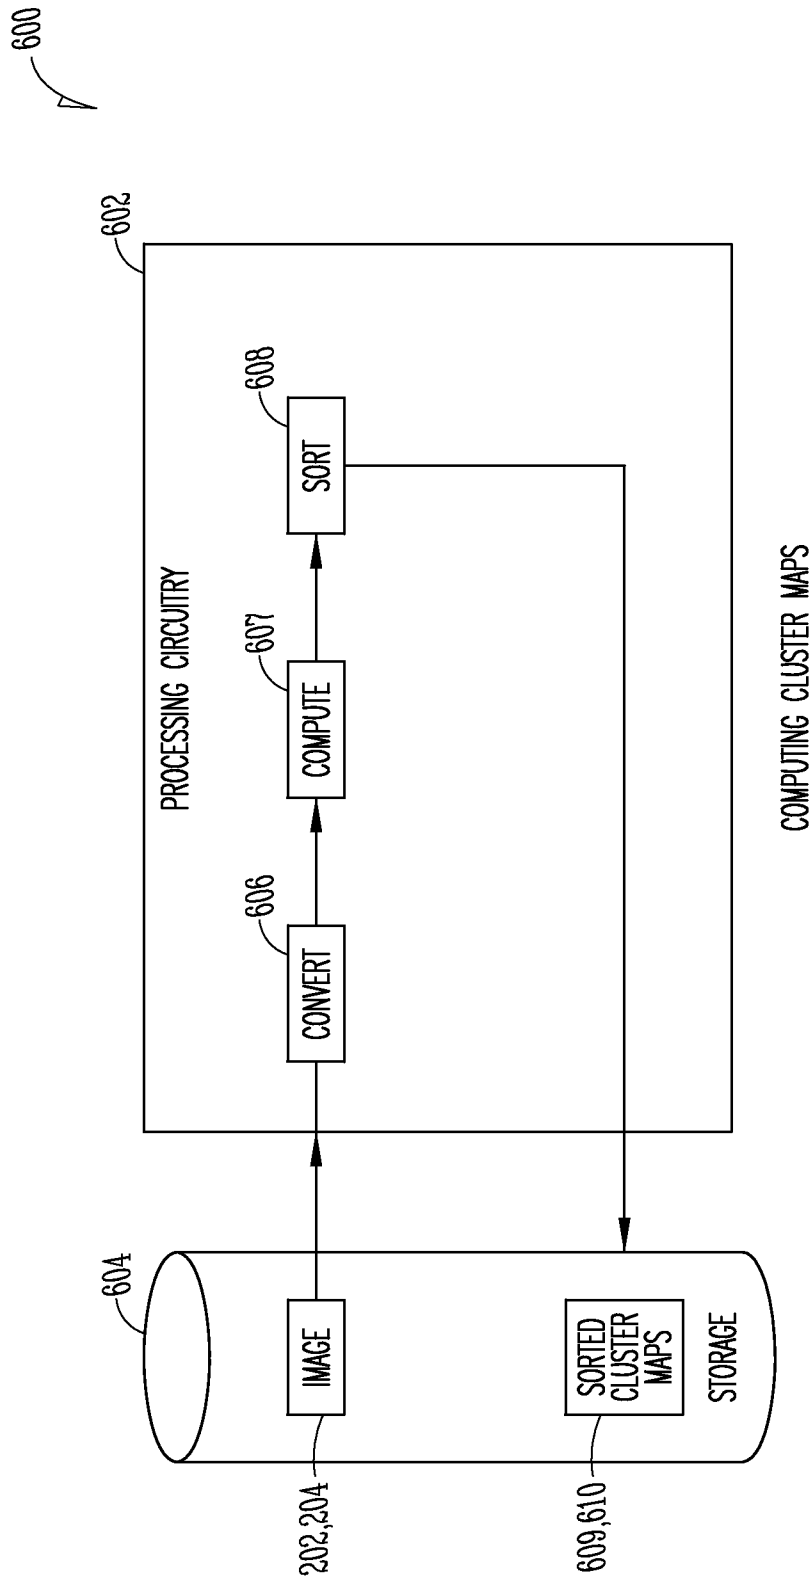 600
602
PROCESSING CIRCUITRY
606
CONVERT
607
COMPUTE
608
SORT
604
IMAGE
202,204
SORTED
CLUSTER
MAPS
609,610
STORAGE
COMPUTING CLUSTER MAPS